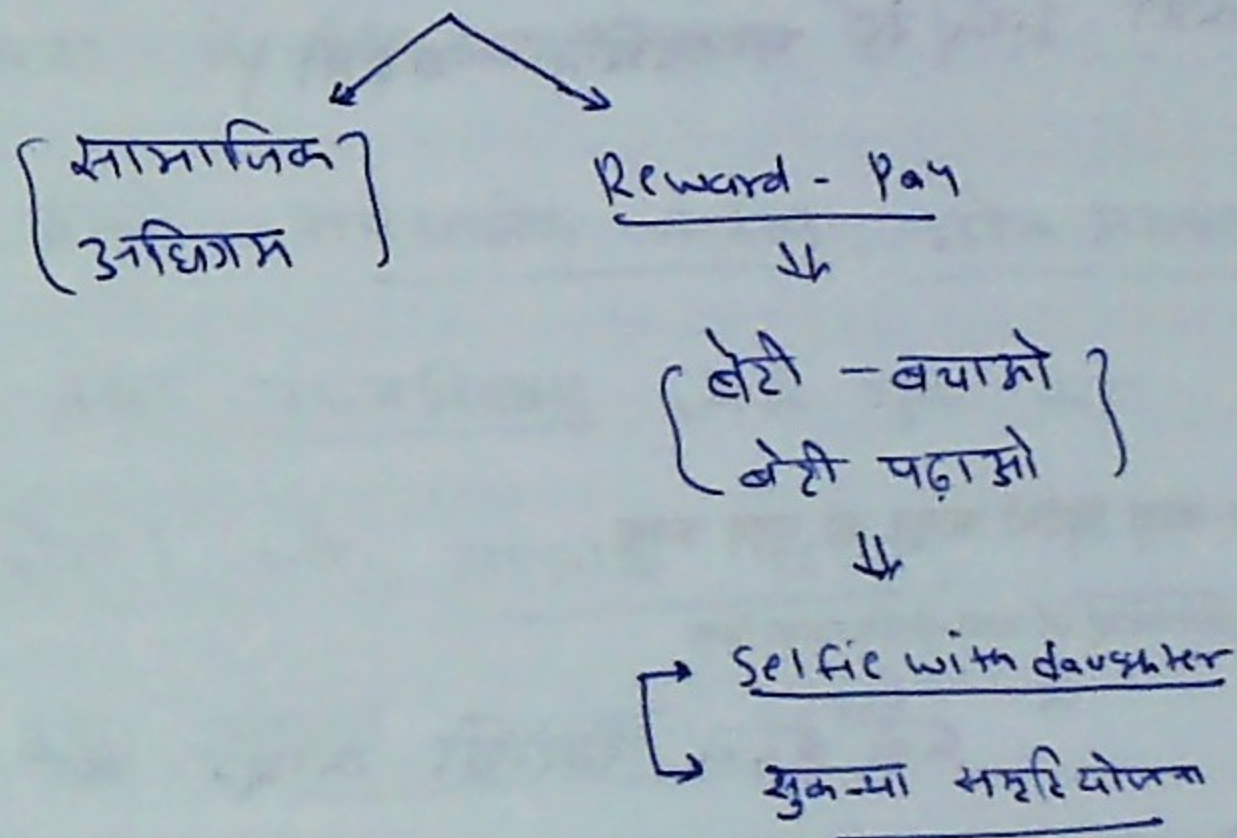 सामाजिक
अधिगम
Reward - Pay
बेटी - बचाओ
बेटी पढ़ाओ
Selfie with daughter
सुकन्या समृद्धि योजना